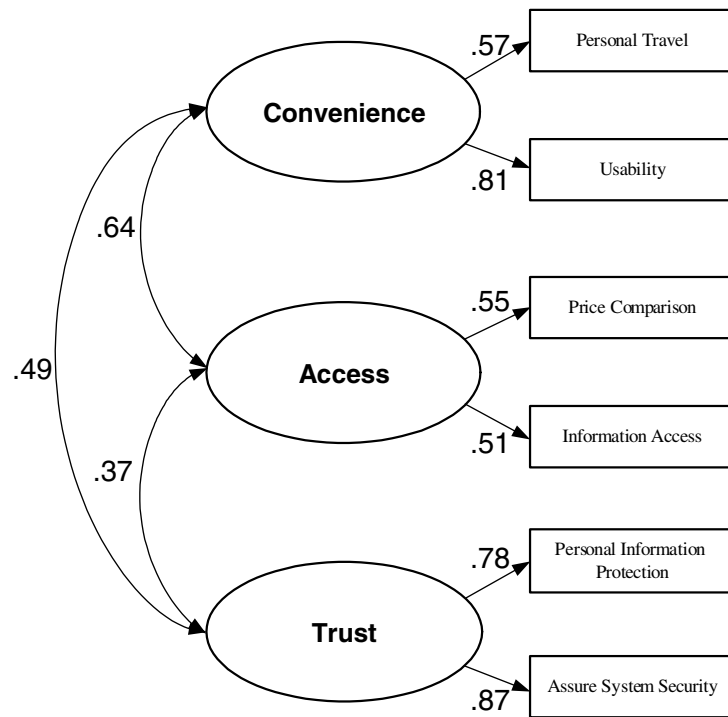 .57
Personal Travel
Convenience
.81
Usability
.64
.55
Price Comparison
.49
Access
.51
Information Access
.37
.78
Personal Information
Protection
Trust
.87
Assure System Security